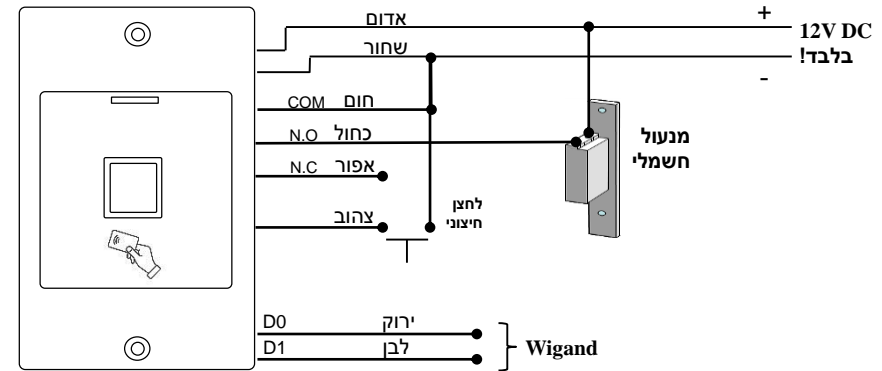 אדום
+
12V DC
שחור
בלבד!
-
COM חום
N.O כחול
מנעול
חשמלי
N.C אפור
לחצן
חיצוני
צהוב
D0 ירוק
D1 לבן
Wigand